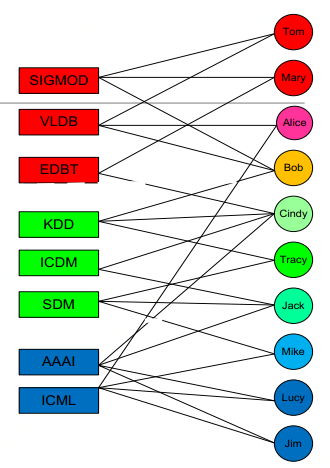 SIGMOD
VLDB
EDBT
KDD
ICDM
SDM
AAAI
ICML
Tom
Mary
Alice
Bob
Cindy
Tracy
Jack
Mike
Lucy
Jim